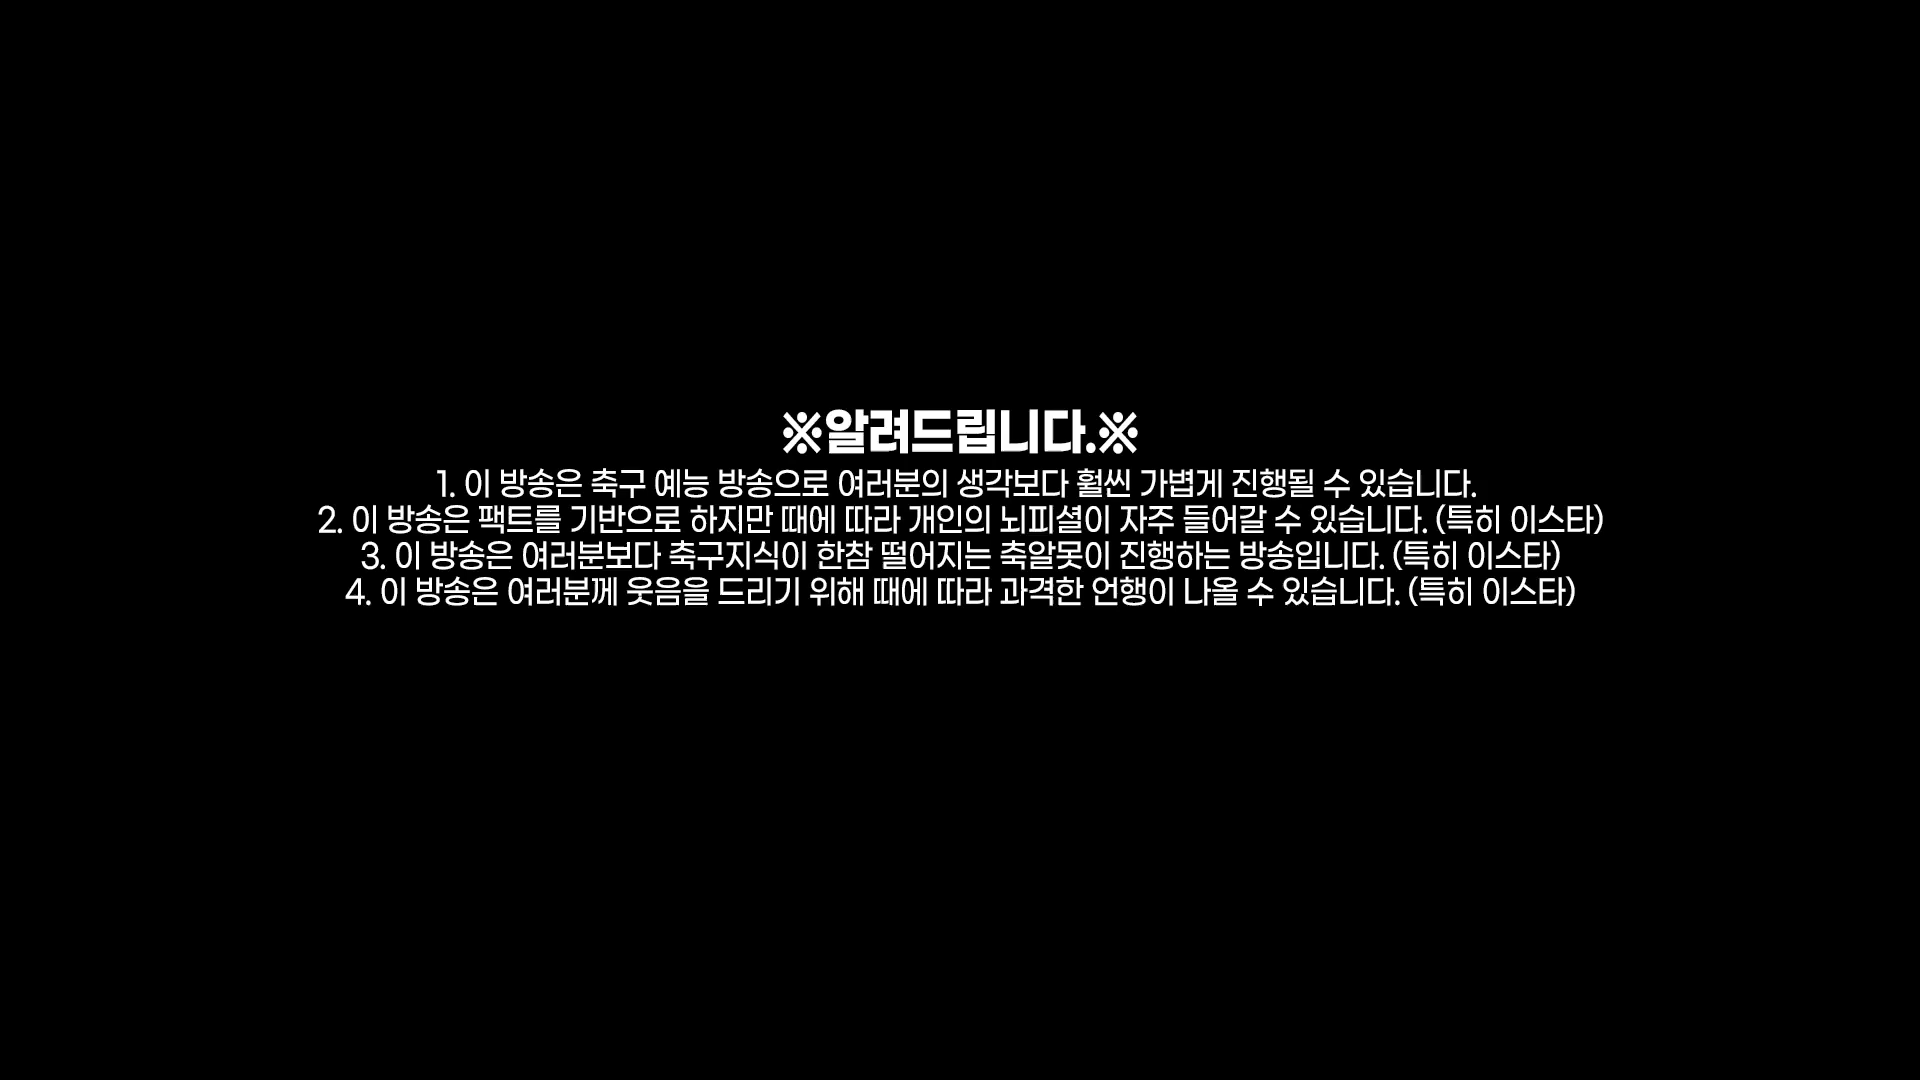 ※알려드립니다.※
1. 이 방송은 축구 예능 방송으로 여러분의 생각보다 훨씬 가볍게 진행될 수 있습니다.
2. 이 방송은 팩트를 기반으로 하지만 때에 따라 개인의 뇌피셜이 자주 들어갈 수 있습니다. (특히 이스타)
3. 이 방송은 여러분보다 축구지식이 한참 떨어지는 축알못이 진행하는 방송입니다. (특히 이스타)
4. 이 방송은 여러분께 웃음을 드리기 위해 때에 따라 과격한 언행이 나올 수 있습니다. (특히 이스타)